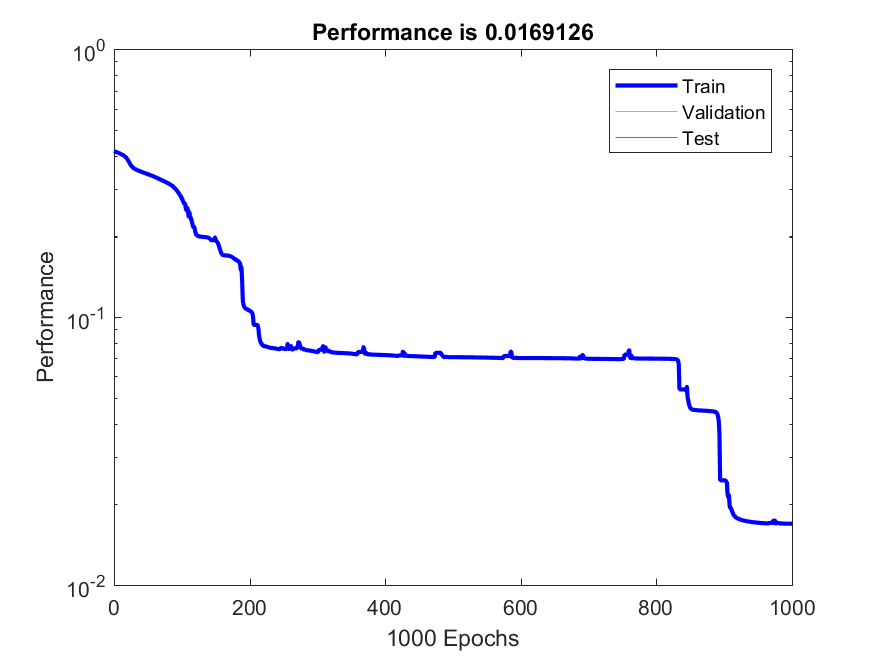 Performance is 0.0169126
10^0
Train
Validation
Test
Performance
10^-1
10^-2
0 200 400 600 800 1000
1000 Epochs